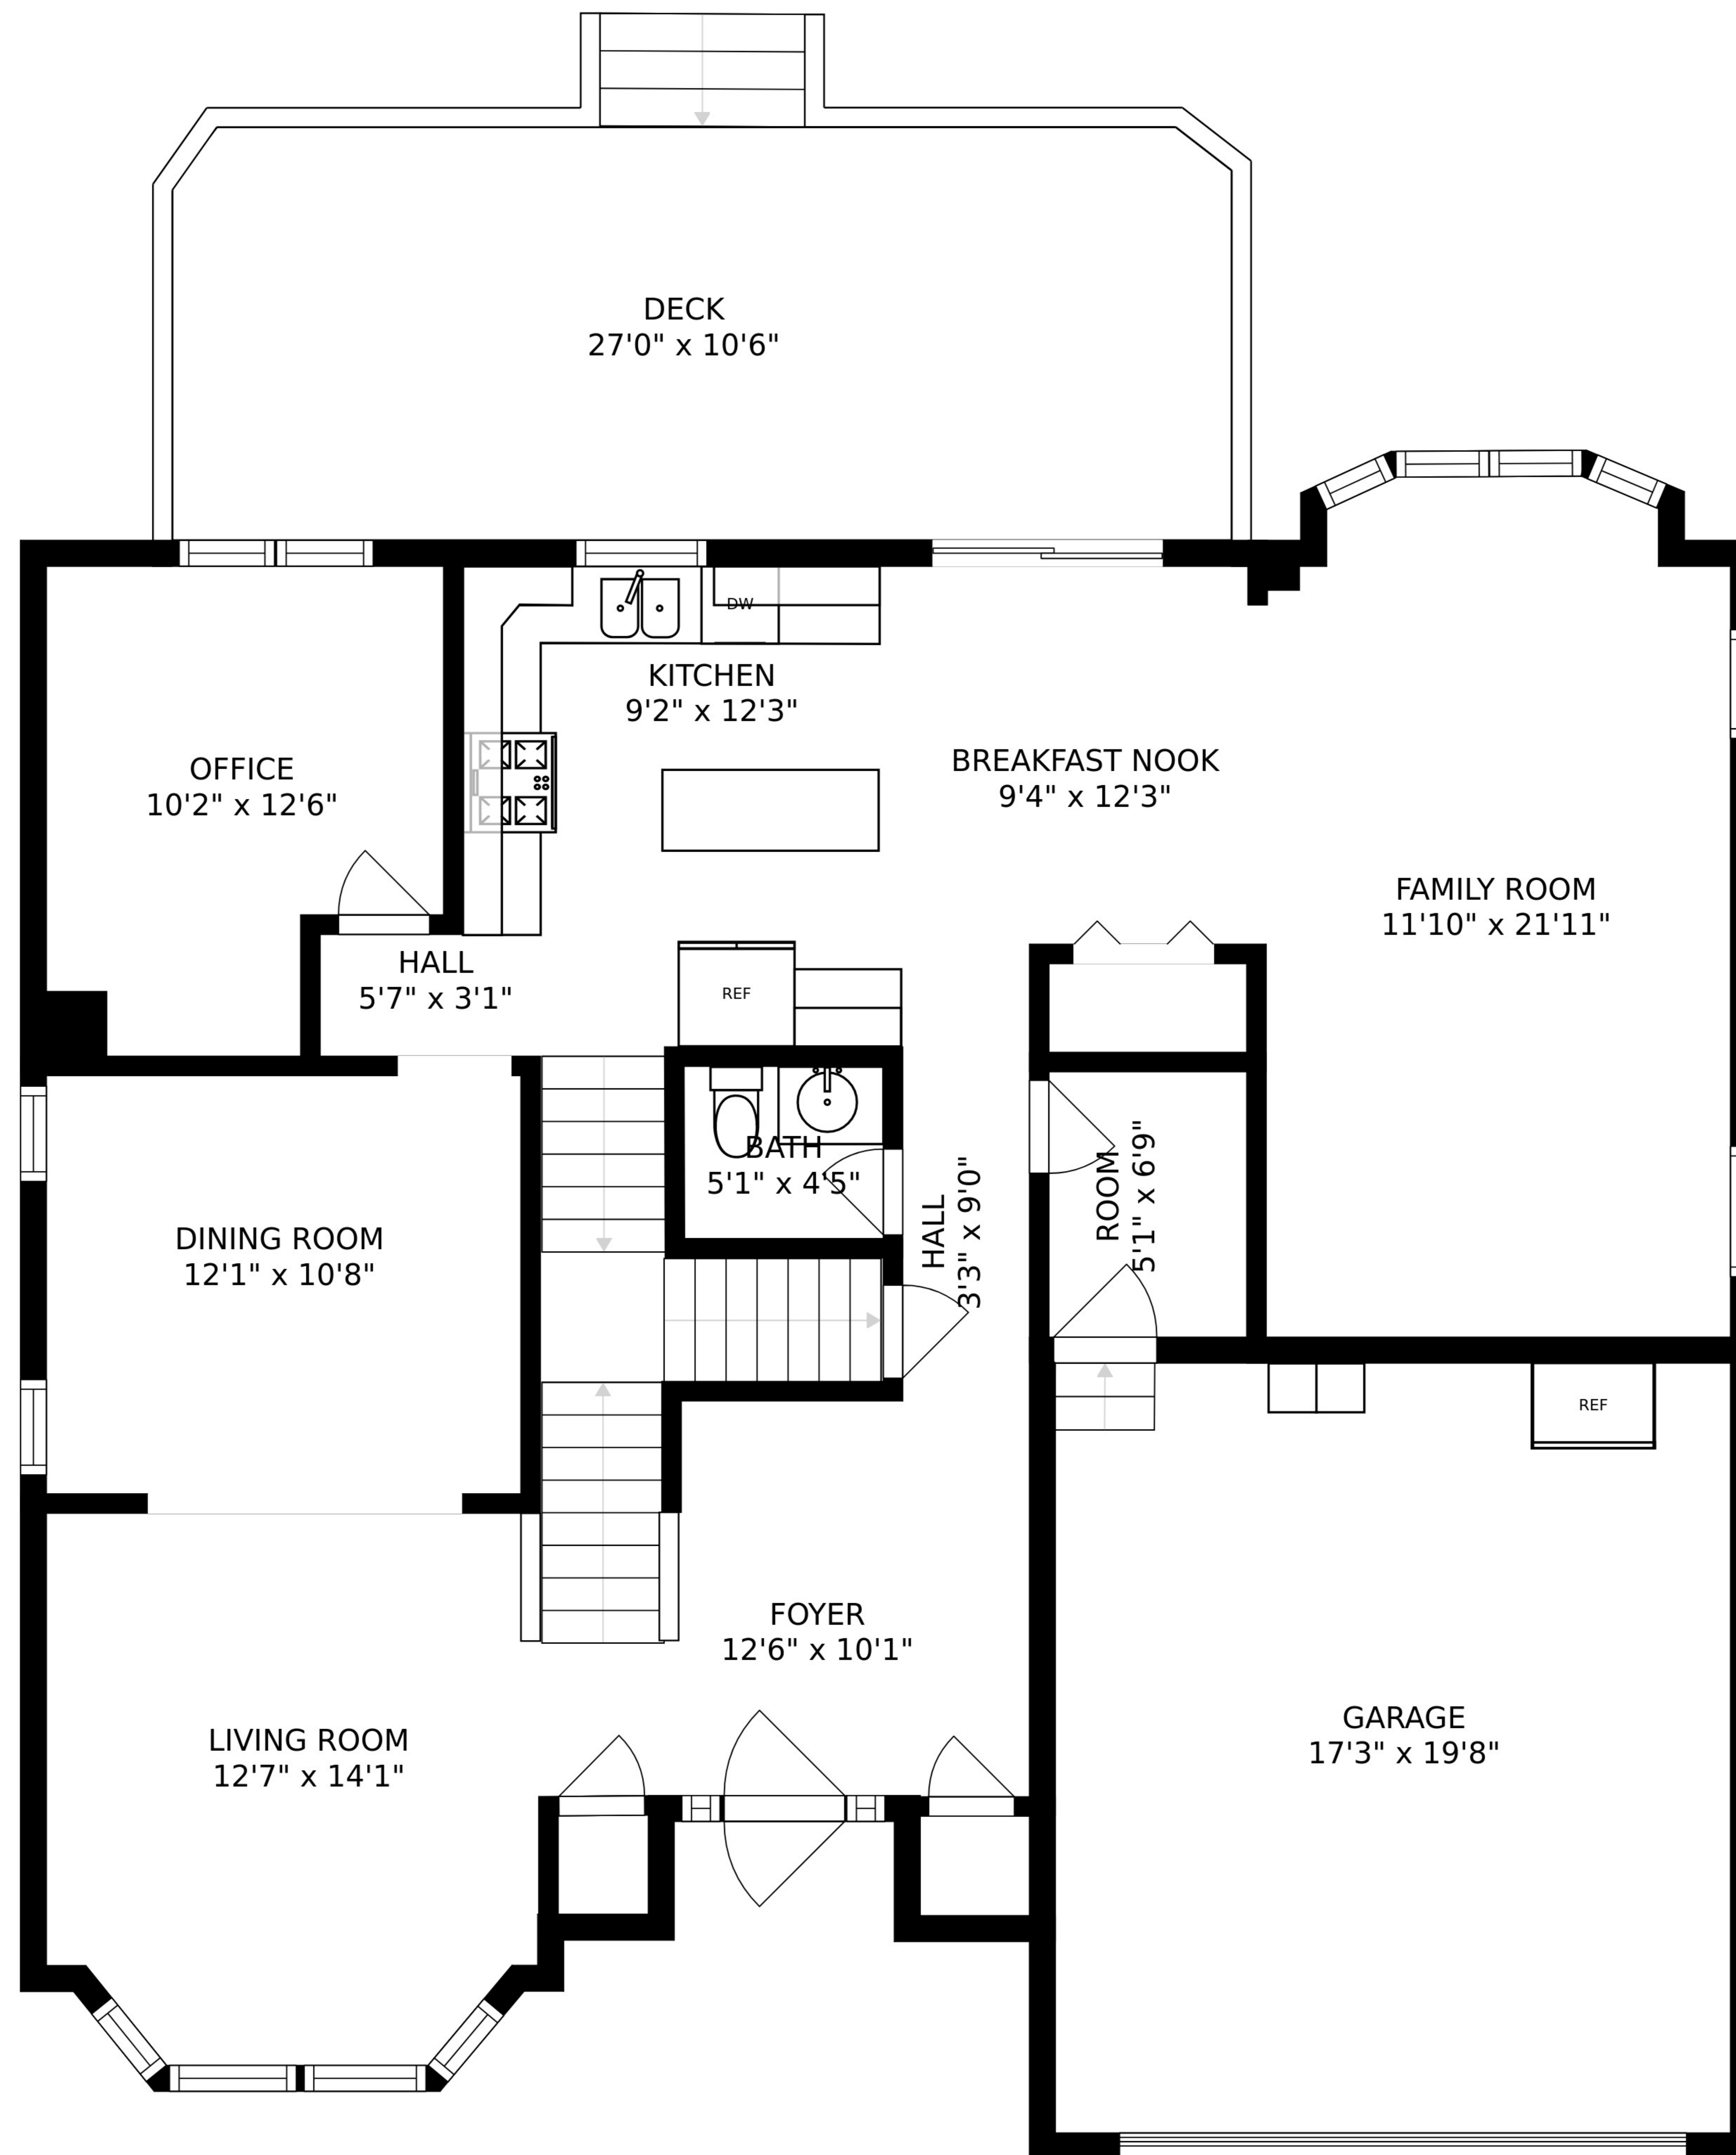 DECK
27'0" x 10'6"
DW
KITCHEN
9'2" x 12'3"
OFFICE
10'2" x 12'6"
BREAKFAST NOOK
9'4" x 12'3"
FAMILY ROOM
11'10" x 21'11"
HALL
5'7" x 3'1"
REF
BATH
5'1" x 4'5"
HALL
3'3" x 9'0"
ROOM
5'1" x 6'9"
DINING ROOM
12'1" x 10'8"
REF
FOYER
12'6" x 10'1"
LIVING ROOM
12'7" x 14'1"
GARAGE
17'3" x 19'8"